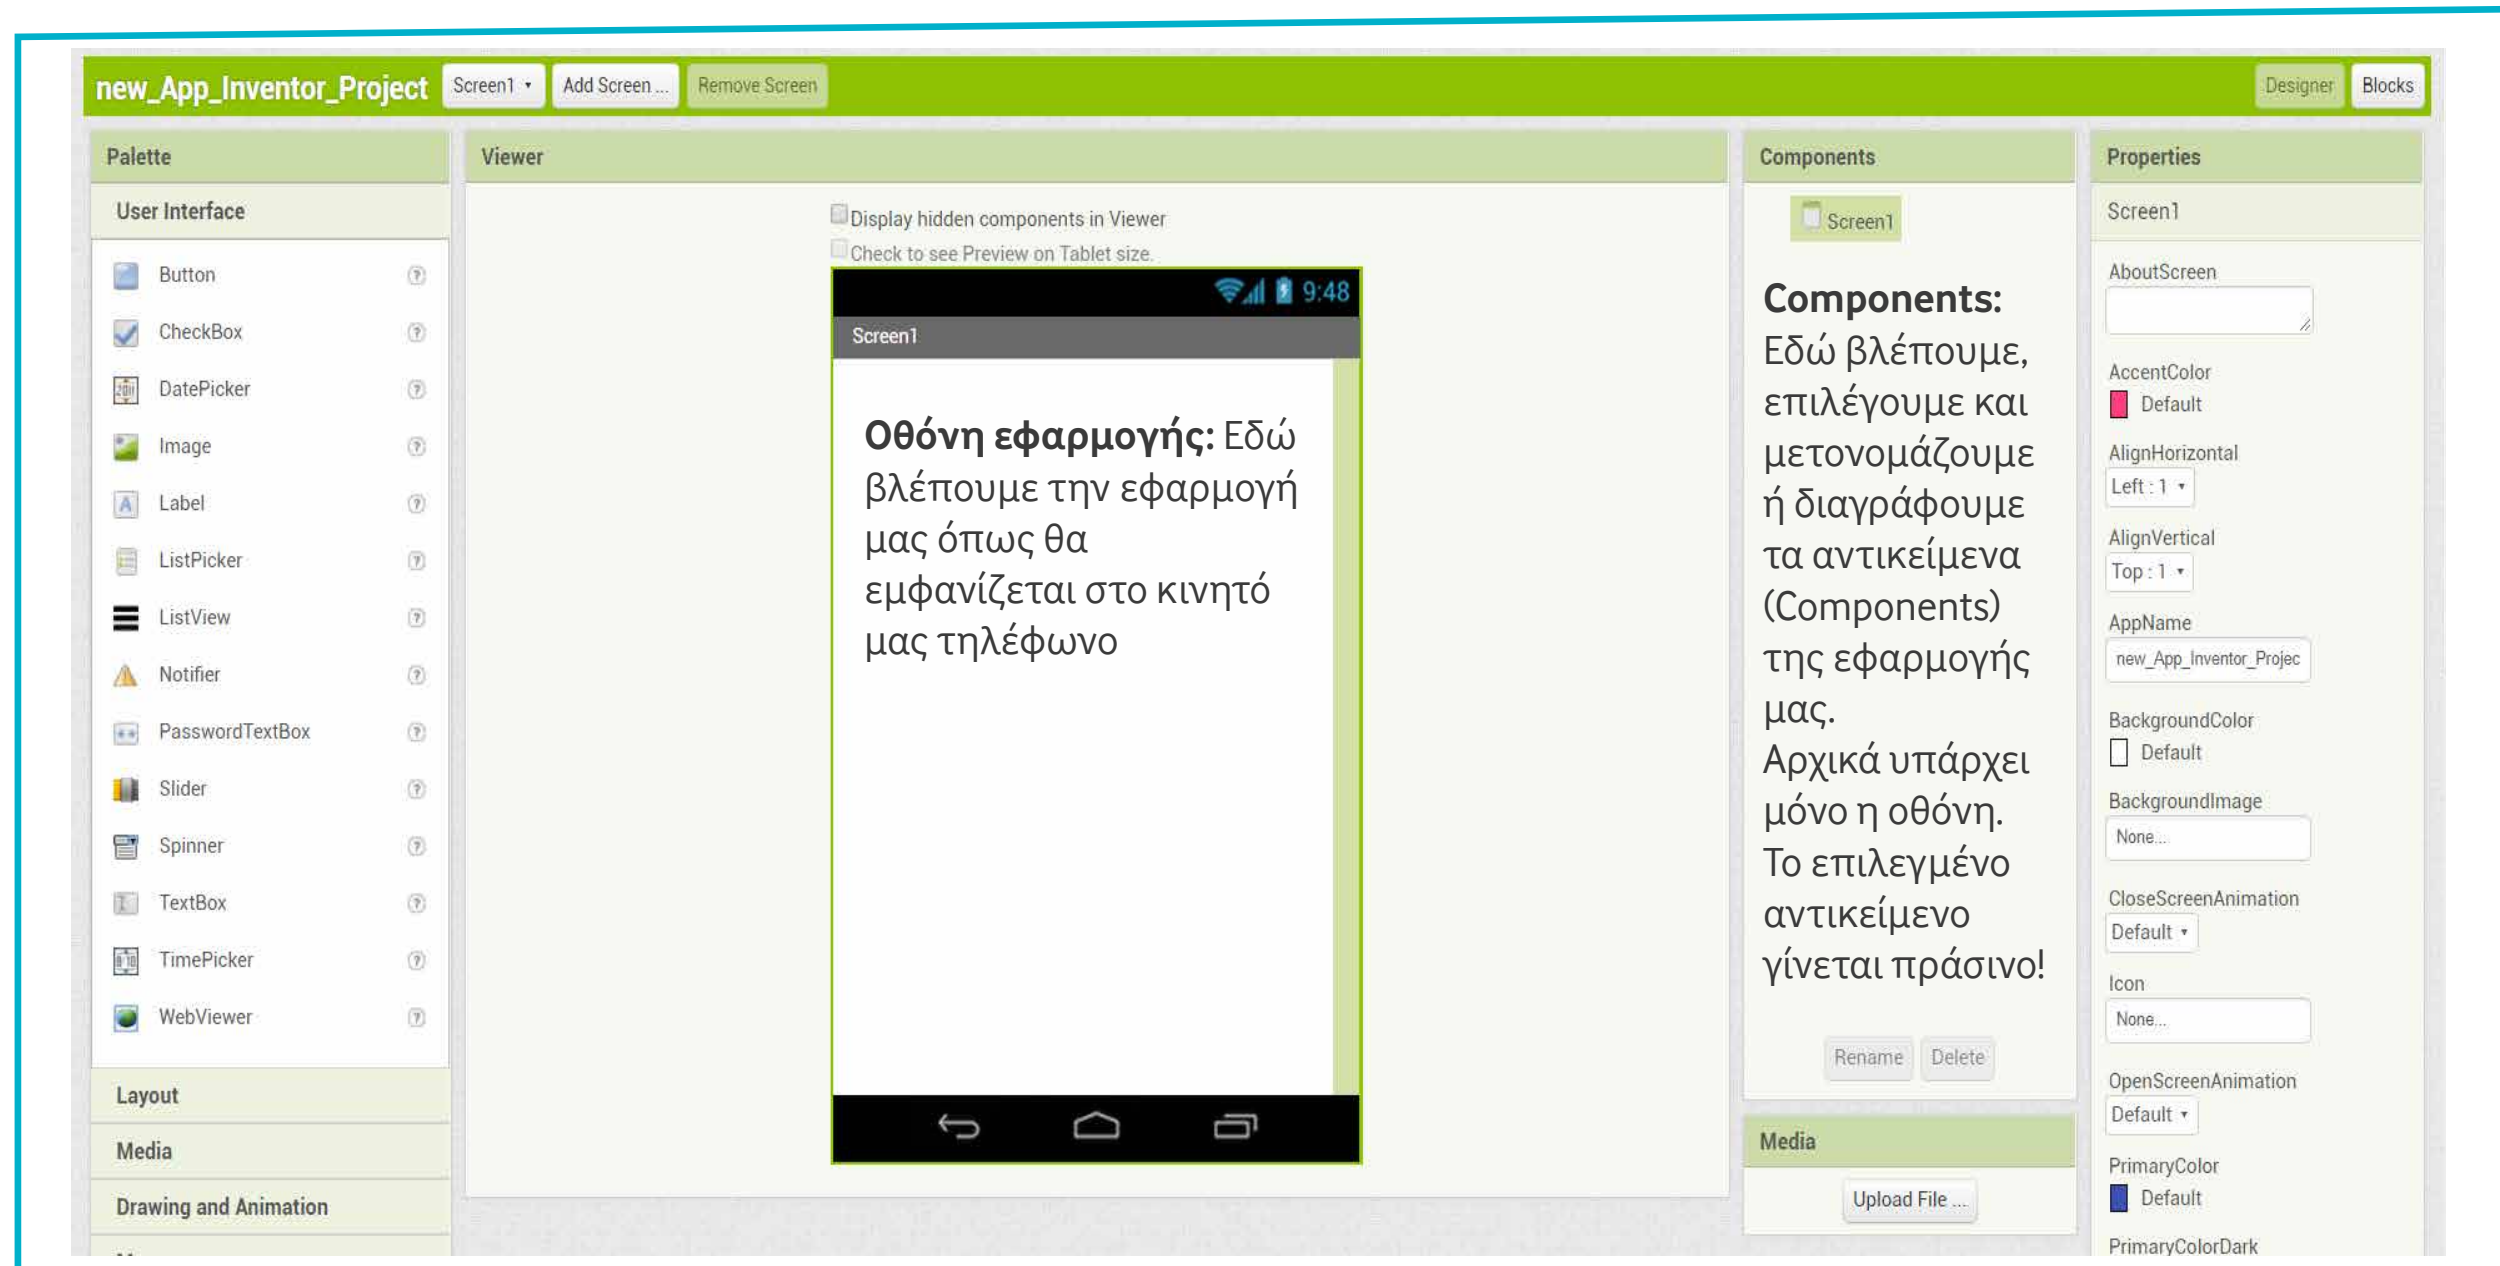 new_App_Inventor_Project Screen1 Add Screen ... Remove Screen Designer Blocks
Palette
User Interface
Button
CheckBox
DatePicker
Image
Label
ListPicker
ListView
Notifier
PasswordTextBox
Slider
Spinner
TextBox
TimePicker
WebViewer
Layout
Media
Drawing and Animation
Viewer
Display hidden components in Viewer
Check to see Preview on Tablet size.
9:48
Screen1
Οθόνη εφαρμογής: Εδώ
βλέπουμε την εφαρμογή
μας όπως θα
εμφανίζεται στο κινητό
μας τηλέφωνο
Components
Screen1
Components:
Εδώ βλέπουμε,
επιλέγουμε και
μετονομάζουμε
ή διαγράφουμε
τα αντικείμενα
(Components)
της εφαρμογής
μας.
Αρχικά υπάρχει
μόνο η οθόνη.
Το επιλεγμένο
αντικείμενο
γίνεται πράσινο!
Rename Delete
Media
Upload File ...
Properties
Screen1
AboutScreen
AccentColor
Default
AlignHorizontal
Left : 1
AlignVertical
Top : 1
AppName
new_App_Inventor_Projec
BackgroundColor
Default
BackgroundImage
None...
CloseScreenAnimation
Default
Icon
None...
OpenScreenAnimation
Default
PrimaryColor
Default
PrimaryColorDark